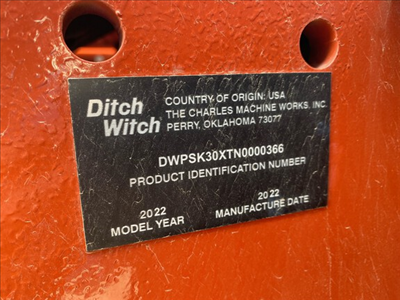 Ditch Witch
COUNTRY OF ORIGIN: USA
THE CHARLES MACHINE WORKS, INC.
PERRY, OKLAHOMA 73077
DWPSK30XTN0000366
PRODUCT IDENTIFICATION NUMBER
2022
MODEL YEAR
2022
MANUFACTURE DATE